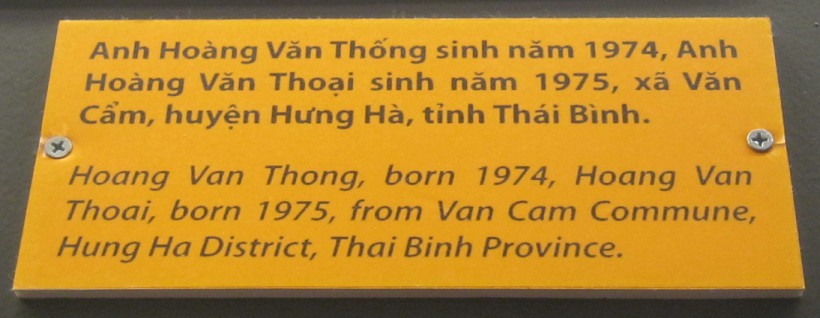 Anh Hoàng Văn Thống sinh năm 1974, Anh
Hoàng Văn Thoại sinh năm 1975, xã Văn
Cẩm, huyện Hưng Hà, tỉnh Thái Bình.
Hoang Van Thong, born 1974, Hoang Van
Thoai, born 1975, from Van Cam Commune,
Hung Ha District, Thai Binh Province.